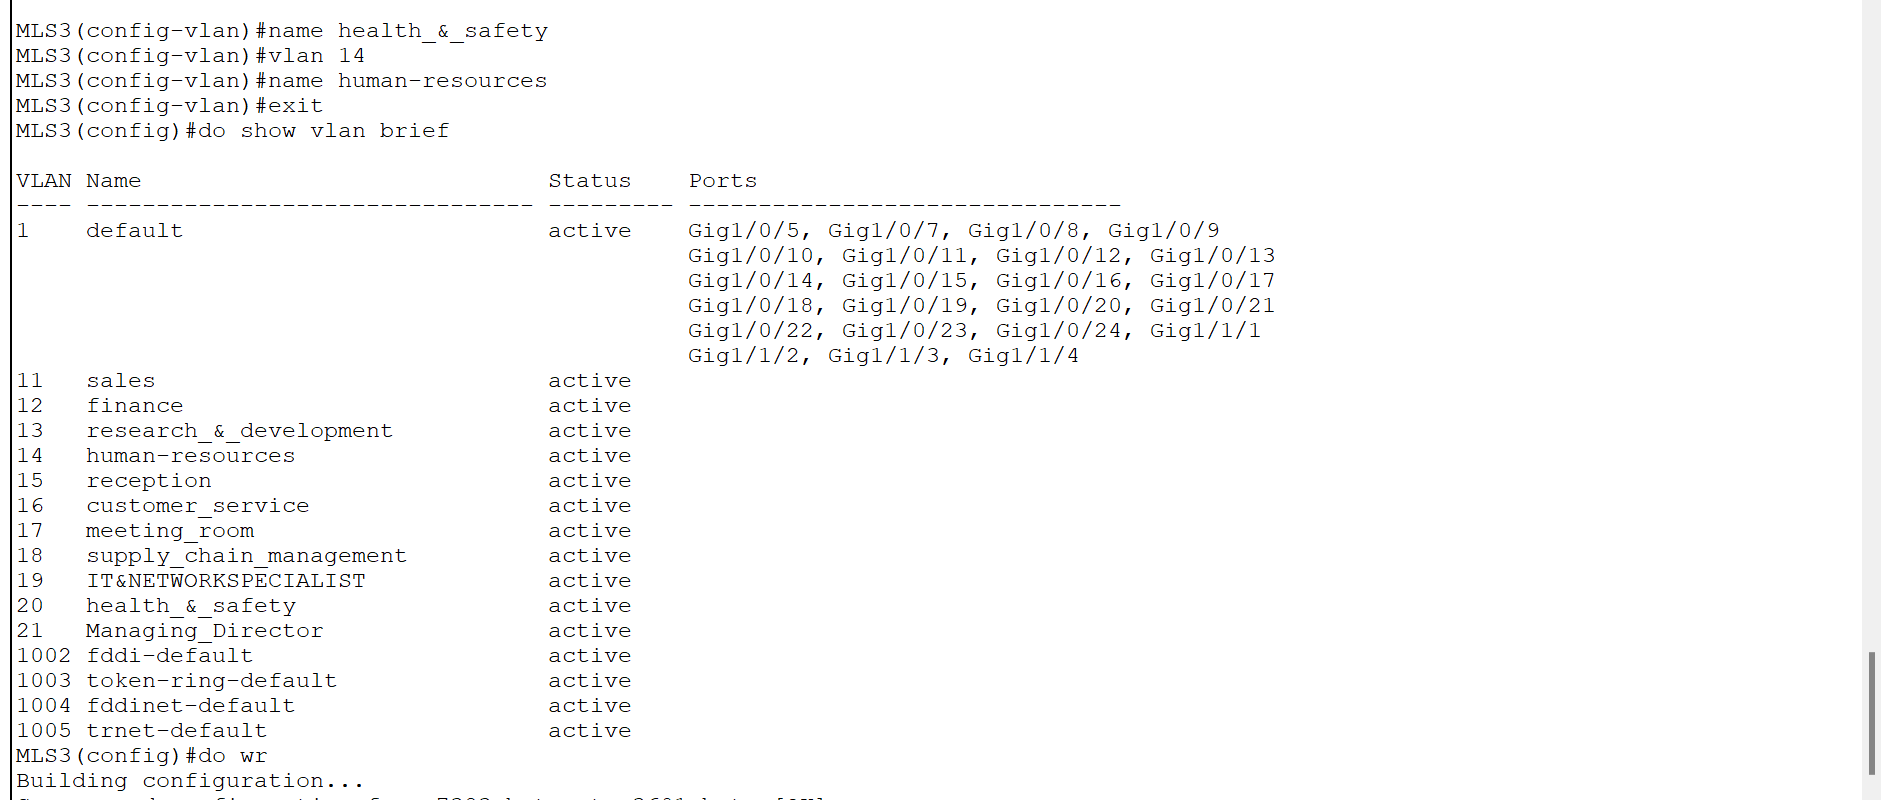 MLS3(config-vlan)#name health_&_safety
MLS3(config-vlan)#vlan 14
MLS3(config-vlan)#name human-resources
MLS3(config-vlan)#exit
MLS3(config)#do show vlan brief
VLAN Name                             Status    Ports
---- -------------------------------- --------- -------------------------------
1    default                          active    Gig1/0/5, Gig1/0/7, Gig1/0/8, Gig1/0/9
                                                Gig1/0/10, Gig1/0/11, Gig1/0/12, Gig1/0/13
                                                Gig1/0/14, Gig1/0/15, Gig1/0/16, Gig1/0/17
                                                Gig1/0/18, Gig1/0/19, Gig1/0/20, Gig1/0/21
                                                Gig1/0/22, Gig1/0/23, Gig1/0/24, Gig1/1/1
                                                Gig1/1/2, Gig1/1/3, Gig1/1/4
11   sales                            active
12   finance                          active
13   research_&_development           active
14   human-resources                  active
15   reception                        active
16   customer_service                 active
17   meeting_room                     active
18   supply_chain_management          active
19   IT&NETWORKSPECIALIST             active
20   health_&_safety                  active
21   Managing_Director                active
1002 fddi-default                     active
1003 token-ring-default               active
1004 fddinet-default                  active
1005 trnet-default                    active
MLS3(config)#do wr
Building configuration...